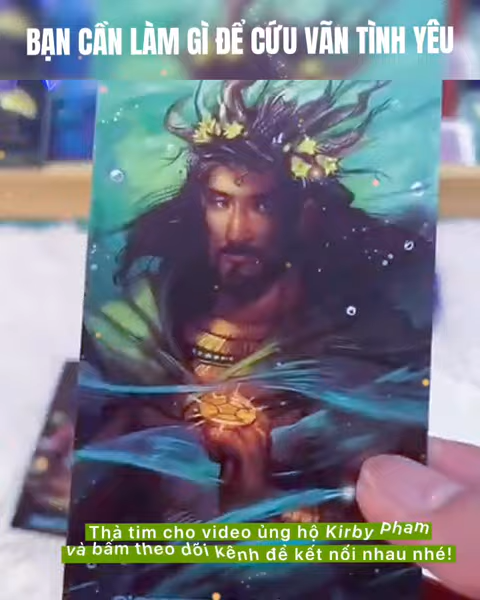 BẠN CẦN LÀM GÌ ĐỂ CỨU VÃN TÌNH YÊU
Thả tim cho video ủng hộ Kirby Pham
và bấm theo dõi kênh để kết nối nhau nhé!